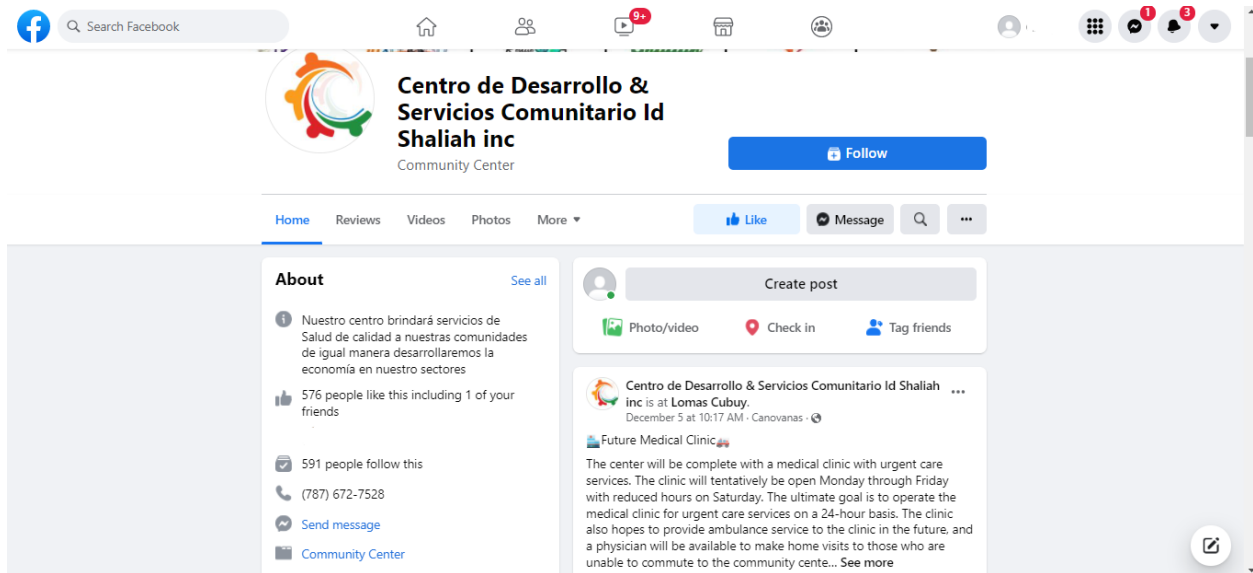 Search Facebook
9+
1
3
Centro de Desarrollo &
Servicios Comunitario Id
Shaliah inc
Community Center
Follow
Home Reviews Videos Photos More
Like Message
About See all
Nuestro centro brindará servicios de
Salud de calidad a nuestras comunidades
de igual manera desarrollaremos la
economía en nuestro sectores
576 people like this including 1 of your
friends
591 people follow this
(787) 672-7528
Send message
Community Center
Create post
Photo/video Check in Tag friends
Centro de Desarrollo & Servicios Comunitario Id Shaliah
inc is at Lomas Cubuy.
December 5 at 10:17 AM · Canovanas ·
Future Medical Clinic
The center will be complete with a medical clinic with urgent care
services. The clinic will tentatively be open Monday through Friday
with reduced hours on Saturday. The ultimate goal is to operate the
medical clinic for urgent care services on a 24-hour basis. The clinic
also hopes to provide ambulance service to the clinic in the future, and
a physician will be available to make home visits to those who are
unable to commute to the community cente... See more